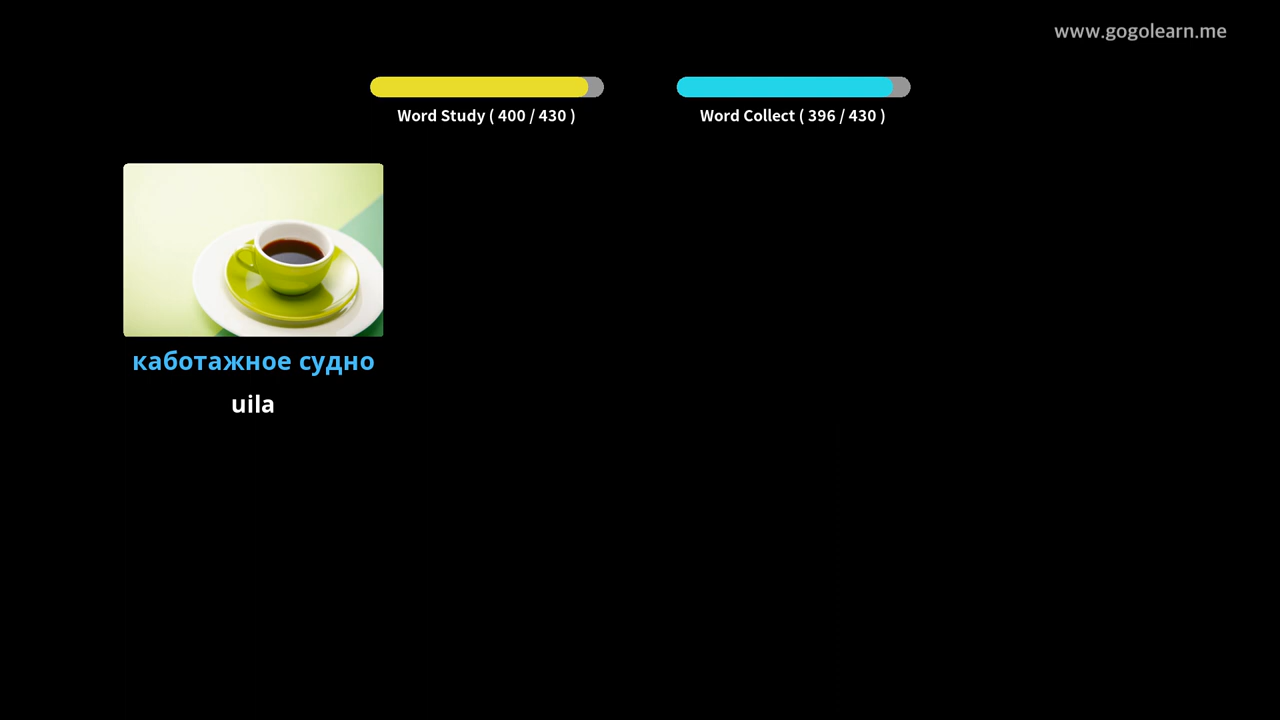 www.gogolearn.me
Word Study ( 400 / 430 )
Word Collect ( 396 / 430 )
каботажное судно
uila